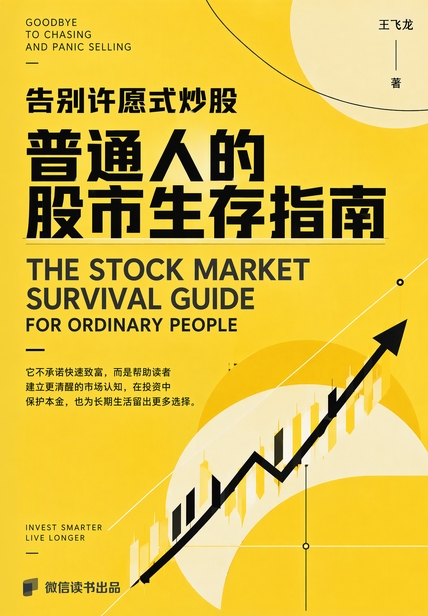 GOODBYE
TO CHASING
AND PANIC SELLING
王飞龙
著
告别许愿式炒股
普通人的
股市生存指南
THE STOCK MARKET
SURVIVAL GUIDE
FOR ORDINARY PEOPLE
它不承诺快速致富，而是帮助读者
建立更清醒的市场认知，在投资中
保护本金，也为长期生活留出更多选择。
INVEST SMARTER
LIVE LONGER
微信读书出品